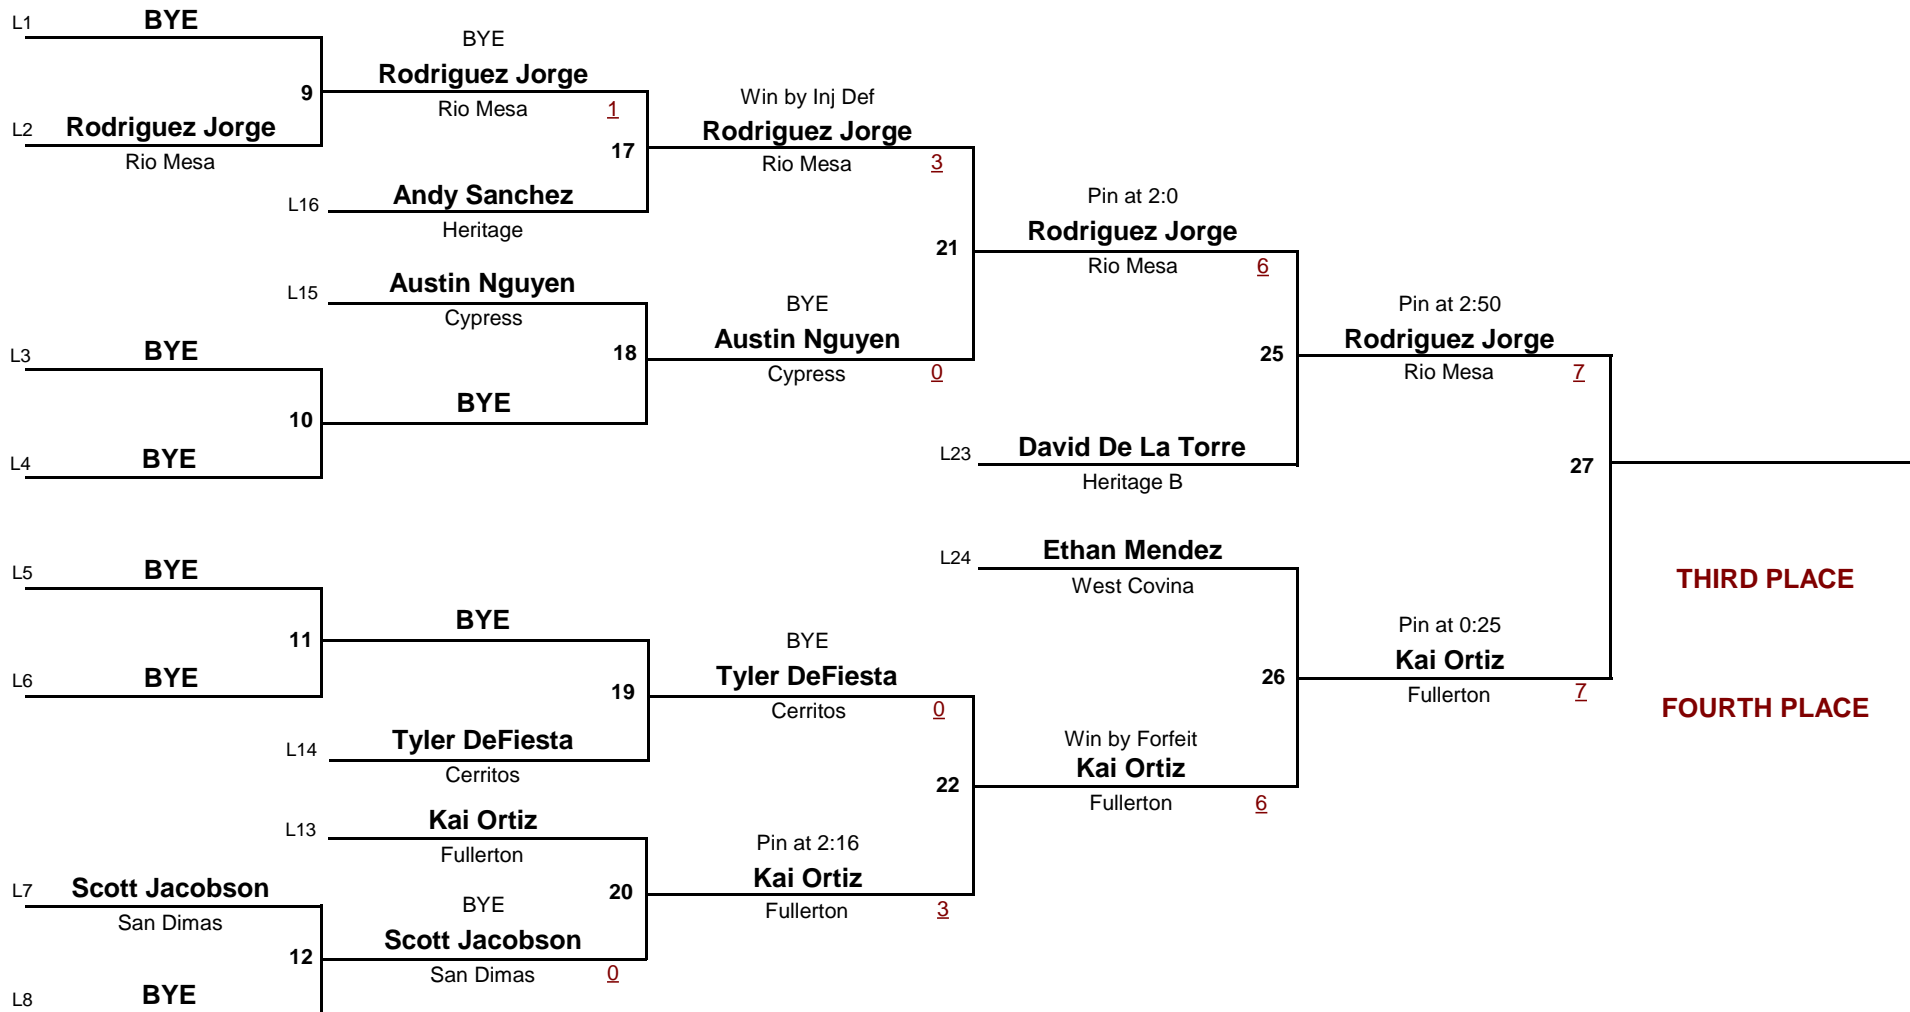 L1 BYE
9
L2 Rodriguez Jorge
Rio Mesa
BYE
Rodriguez Jorge
Rio Mesa 1
17
L16 Andy Sanchez
Heritage
Win by Inj Def
Rodriguez Jorge
Rio Mesa 3
21
L15 Austin Nguyen
Cypress
18
L3 BYE
10
BYE
L4 BYE
BYE
Austin Nguyen
Cypress 0
Pin at 2:0
Rodriguez Jorge
Rio Mesa 6
25
L23 David De La Torre
Heritage B
Pin at 2:50
Rodriguez Jorge
Rio Mesa 7
27
L5 BYE
11
L6 BYE
BYE
19
L14 Tyler DeFiesta
Cerritos
BYE
Tyler DeFiesta
Cerritos 0
22
L13 Kai Ortiz
Fullerton
20
L7 Scott Jacobson
San Dimas
12
L8 BYE
BYE
Scott Jacobson
San Dimas 0
Pin at 2:16
Kai Ortiz
Fullerton 3
L24 Ethan Mendez
West Covina
26
Win by Forfeit
Kai Ortiz
Fullerton 6
Pin at 0:25
Kai Ortiz
Fullerton 7
THIRD PLACE
FOURTH PLACE